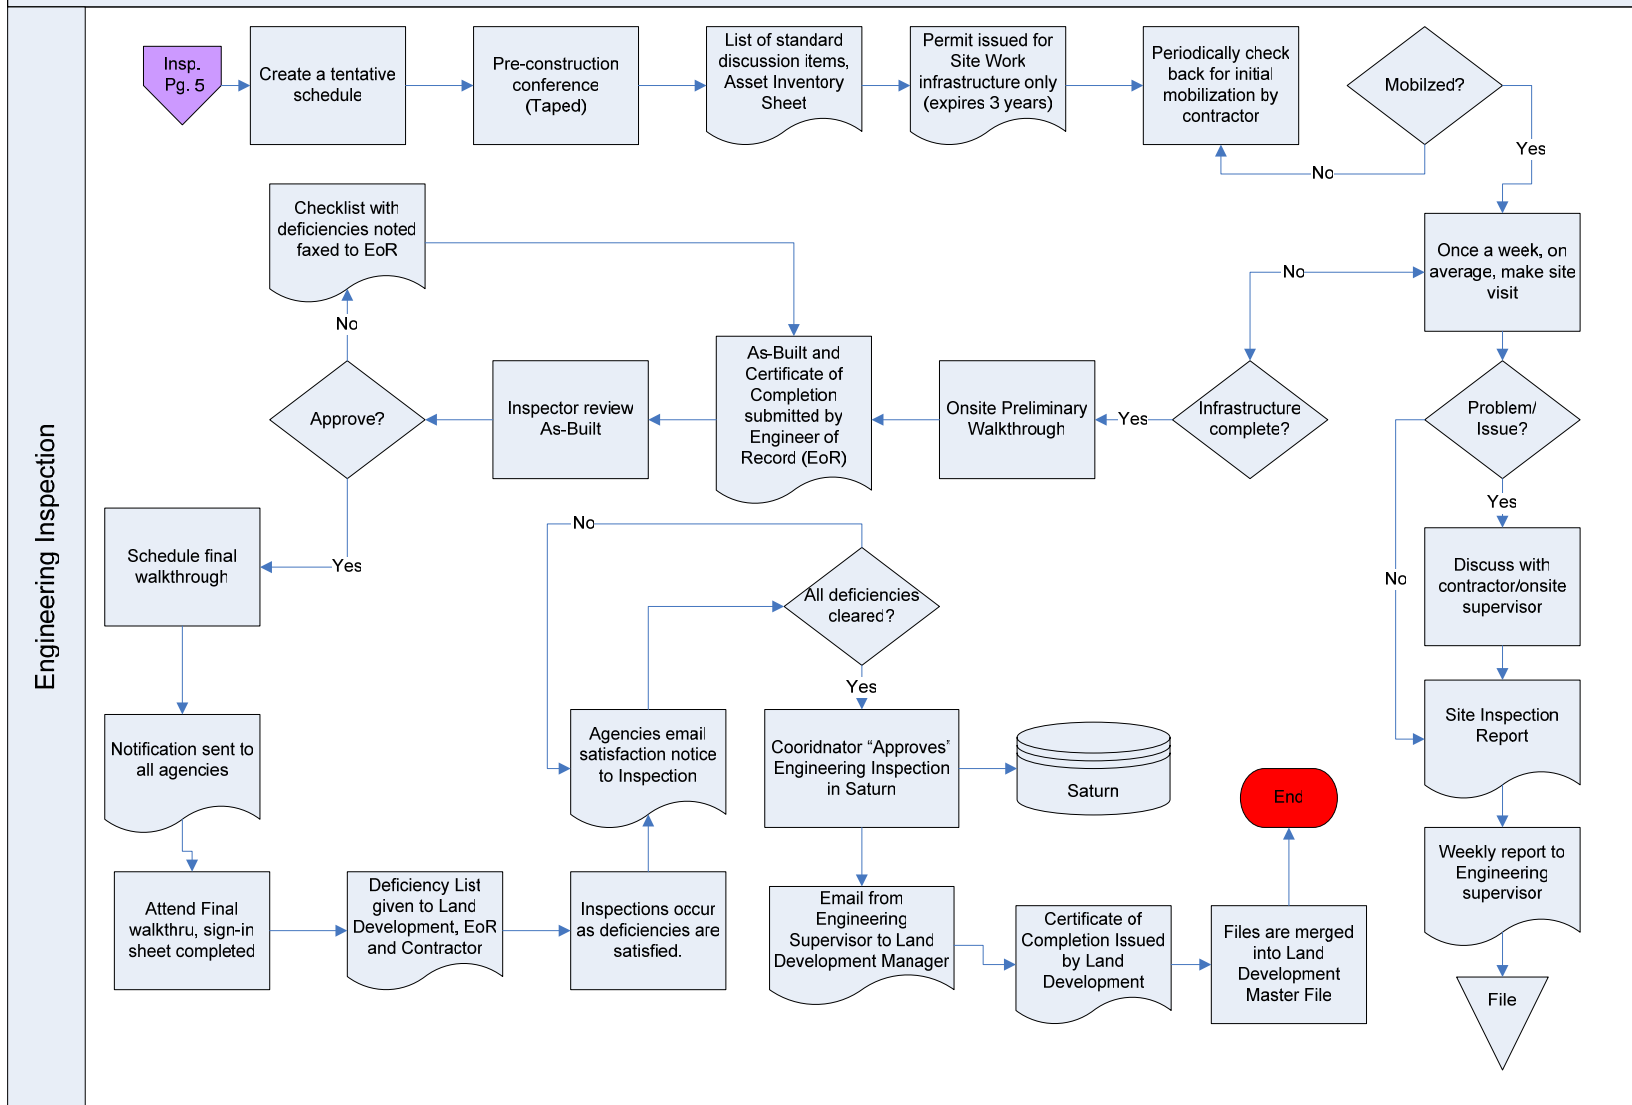 Engineering Inspection
Insp.
Pg. 5
Create a tentative
schedule
Pre-construction
conference
(Taped)
List of standard
discussion items,
Asset Inventory
Sheet
Permit issued for
Site Work
infrastructure only
(expires 3 years)
Periodically check
back for initial
mobilization by
contractor
Mobilzed?
No
Yes
Once a week, on
average, make site
visit
No
Problem/
Issue?
Yes
No
Discuss with
contractor/onsite
supervisor
Site Inspection
Report
Weekly report to
Engineering
supervisor
File
Infrastructure
complete?
Yes
Onsite Preliminary
Walkthrough
As-Built and
Certificate of
Completion
submitted by
Engineer of
Record (EoR)
Inspector review
As-Built
Approve?
No
Checklist with
deficiencies noted
faxed to EoR
Yes
Schedule final
walkthrough
Notification sent to
all agencies
Attend Final
walkthru, sign-in
sheet completed
Deficiency List
given to Land
Development, EoR
and Contractor
Inspections occur
as deficiencies are
satisfied.
Agencies email
satisfaction notice
to Inspection
No
All deficiencies
cleared?
Yes
Cooridnator “Approves”
Engineering Inspection
in Saturn
Saturn
Email from
Engineering
Supervisor to Land
Development Manager
Certificate of
Completion Issued
by Land
Development
Files are merged
into Land
Development
Master File
End